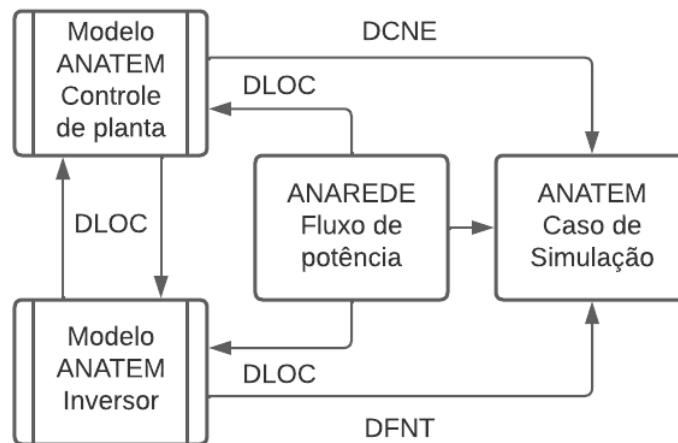 Modelo
ANATEM
Controle
de planta
DCNE
DLOC
ANAREDE
Fluxo de
potência
ANATEM
Caso de
Simulação
DLOC
Modelo
ANATEM
Inversor
DLOC
DFNT